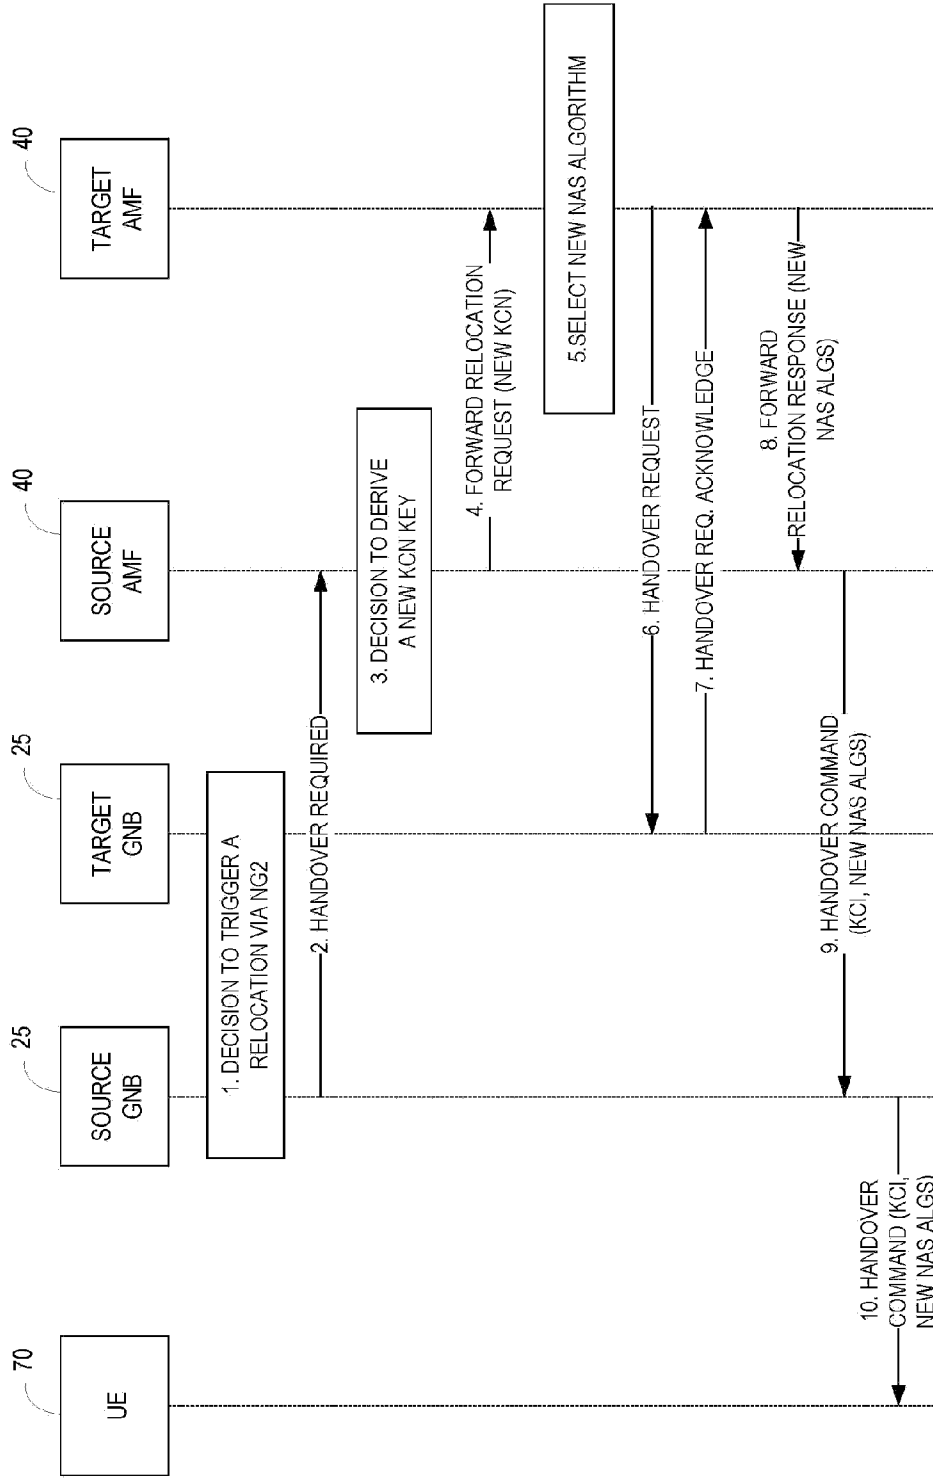 70
UE
25
SOURCE
GNB
25
TARGET
GNB
40
SOURCE
AMF
40
TARGET
AMF
1. DECISION TO TRIGGER A
RELOCATION VIA NG2
2. HANDOVER REQUIRED
3. DECISION TO DERIVE
A NEW KCN KEY
4. FORWARD RELOCATION
REQUEST (NEW KCN)
5.SELECT NEW NAS ALGORITHM
6. HANDOVER REQUEST
7. HANDOVER REQ. ACKNOWLEDGE
8. FORWARD
RELOCATION RESPONSE (NEW
NAS ALGS)
9. HANDOVER COMMAND
(KCI, NEW NAS ALGS)
10. HANDOVER
COMMAND (KCI,
NEW NAS ALGS)